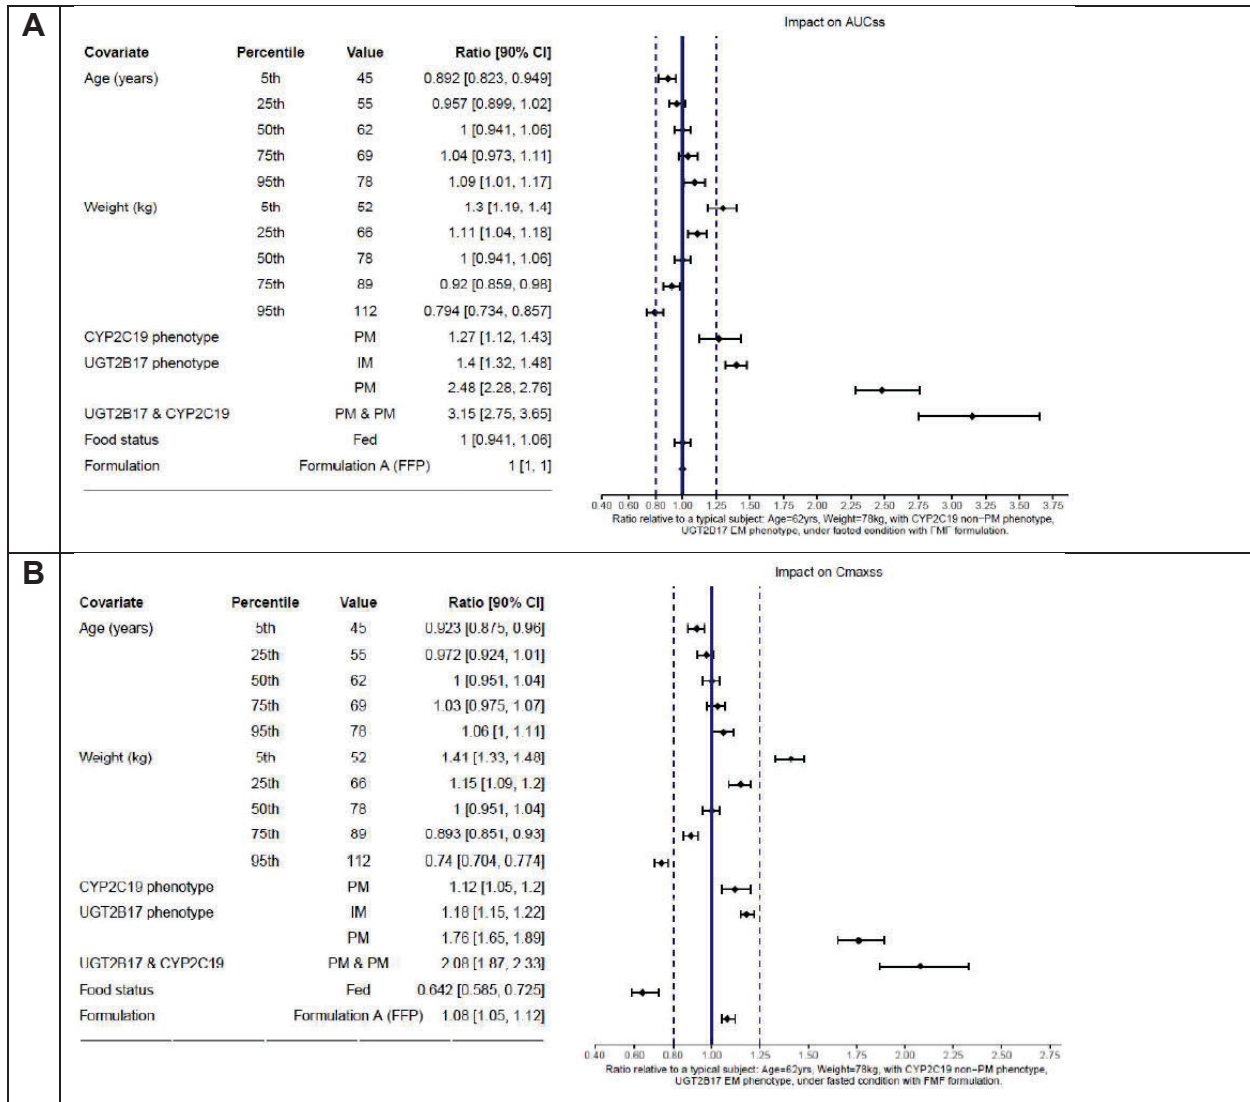 A
Impact on AUCss
Covariate Percentile Value Ratio [90% CI]
Age (years) 5th 45 0.892 [0.823, 0.949]
25th 55 0.957 [0.899, 1.02]
50th 62 1 [0.941, 1.06]
75th 69 1.04 [0.973, 1.11]
95th 78 1.09 [1.01, 1.17]
Weight (kg) 5th 52 1.3 [1.19, 1.4]
25th 66 1.11 [1.04, 1.18]
50th 78 1 [0.941, 1.06]
75th 89 0.92 [0.859, 0.98]
95th 112 0.794 [0.734, 0.857]
CYP2C19 phenotype PM 1.27 [1.12, 1.43]
UGT2B17 phenotype IM 1.4 [1.32, 1.48]
PM 2.48 [2.28, 2.76]
UGT2B17 & CYP2C19 PM & PM 3.15 [2.75, 3.65]
Food status Fed 1 [0.941, 1.06]
Formulation Formulation A (FFP) 1 [1, 1]
0.40 0.60 0.80 1.00 1.25 1.50 1.75 2.00 2.25 2.50 2.75 3.00 3.25 3.50 3.75
Ratio relative to a typical subject: Age=62yrs, Weight=78kg, with CYP2C19 non-PM phenotype,
UGT2B17 EM phenotype, under fasted condition with FMF formulation.
B
Impact on Cmaxss
Covariate Percentile Value Ratio [90% CI]
Age (years) 5th 45 0.923 [0.875, 0.96]
25th 55 0.972 [0.924, 1.01]
50th 62 1 [0.951, 1.04]
75th 69 1.03 [0.975, 1.07]
95th 78 1.06 [1, 1.11]
Weight (kg) 5th 52 1.41 [1.33, 1.48]
25th 66 1.15 [1.09, 1.2]
50th 78 1 [0.951, 1.04]
75th 89 0.893 [0.851, 0.93]
95th 112 0.74 [0.704, 0.774]
CYP2C19 phenotype PM 1.12 [1.05, 1.2]
UGT2B17 phenotype IM 1.18 [1.15, 1.22]
PM 1.76 [1.65, 1.89]
UGT2B17 & CYP2C19 PM & PM 2.08 [1.87, 2.33]
Food status Fed 0.642 [0.585, 0.725]
Formulation Formulation A (FFP) 1.08 [1.05, 1.12]
0.40 0.60 0.80 1.00 1.25 1.50 1.75 2.00 2.25 2.50 2.75
Ratio relative to a typical subject: Age=62yrs, Weight=78kg, with CYP2C19 non-PM phenotype,
UGT2B17 EM phenotype, under fasted condition with FMF formulation.